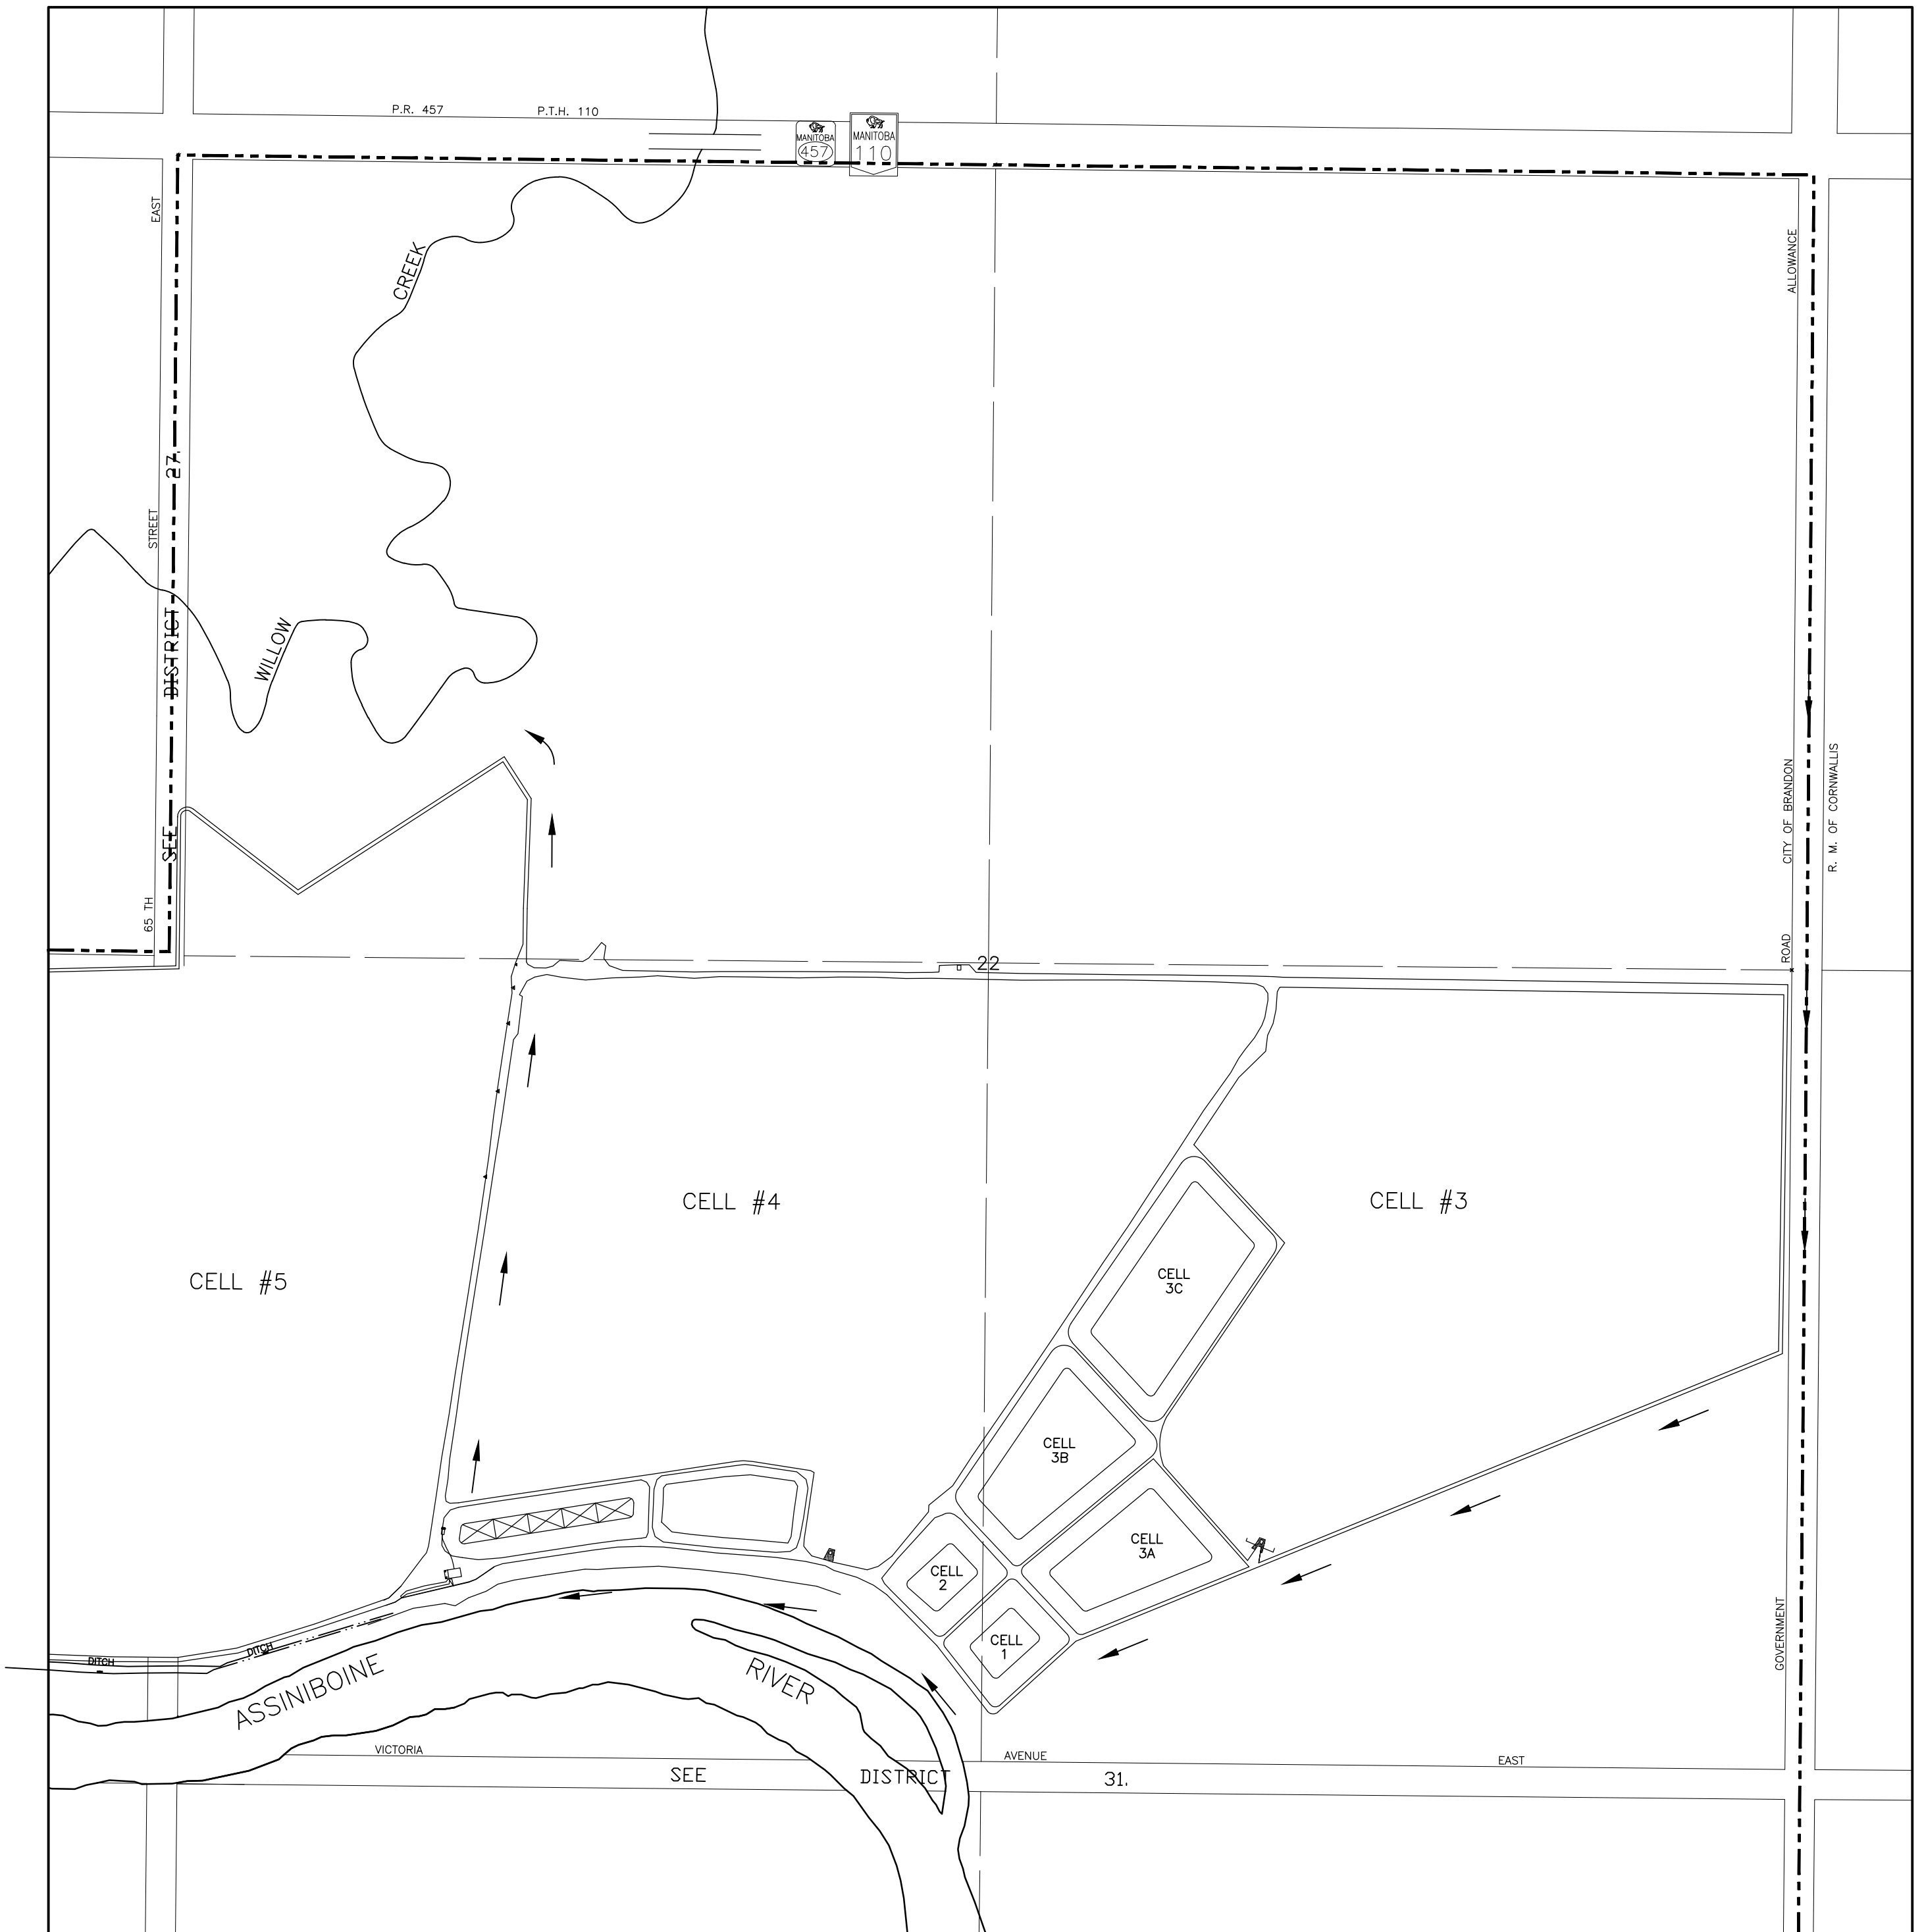 P.R. 457
P.T.H. 110
MANITOBA
457
MANITOBA
110
EAST
CREEK
ALLOWANCE
27.
STREET
DISTRICT
WILLOW
SEE
65 TH
CITY OF BRANDON
R. M. OF CORNWALLIS
ROAD
22
CELL #4
CELL #3
CELL #5
CELL
3C
CELL
3B
CELL
3A
CELL
2
CELL
1
GOVERNMENT
DITCH
DITCH
ASSINIBOINE
RIVER
VICTORIA
AVENUE
EAST
SEE
DISTRICT
31.